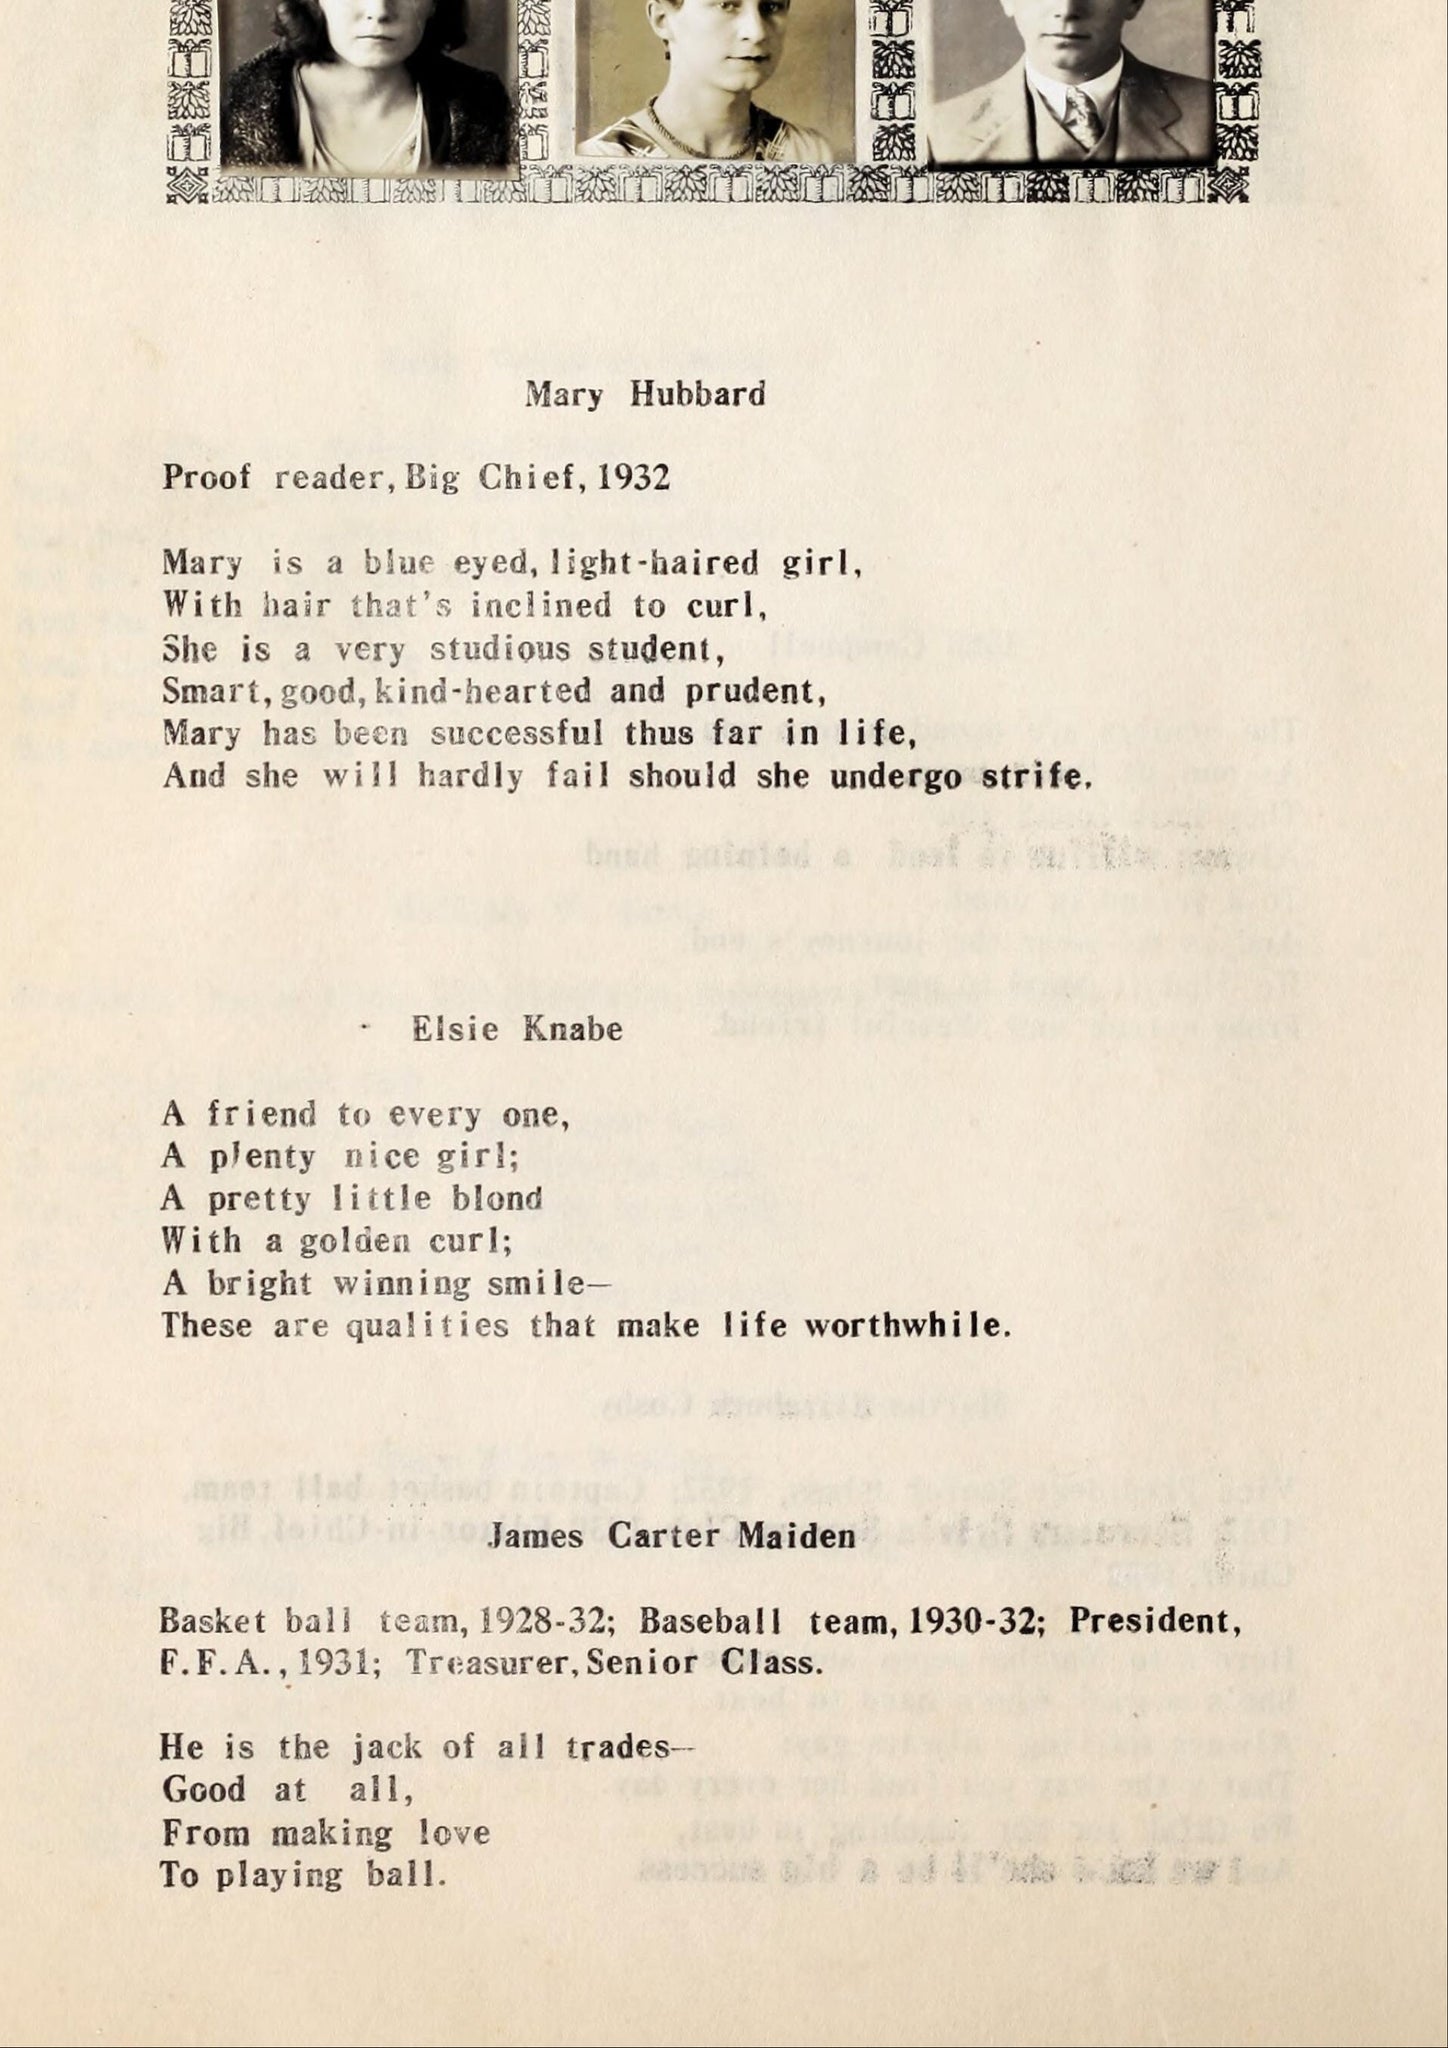 Mary Hubbard
Proof reader, Big Chief, 1932
Mary is a blue eyed, light-haired girl,
With hair that's inclined to curl,
She is a very studious student,
Smart, good, kind-hearted and prudent,
Mary has been successful thus far in life,
And she will hardly fail should she undergo strife.
Elsie Knabe
A friend to every one,
A plenty nice girl;
A pretty little blond
With a golden curl;
A bright winning smile—
These are qualities that make life worthwhile.
James Carter Maiden
Basket ball team, 1928-32; Baseball team, 1930-32; President,
F.F.A., 1931; Treasurer, Senior Class.
He is the jack of all trades—
Good at all,
From making love
To playing ball.